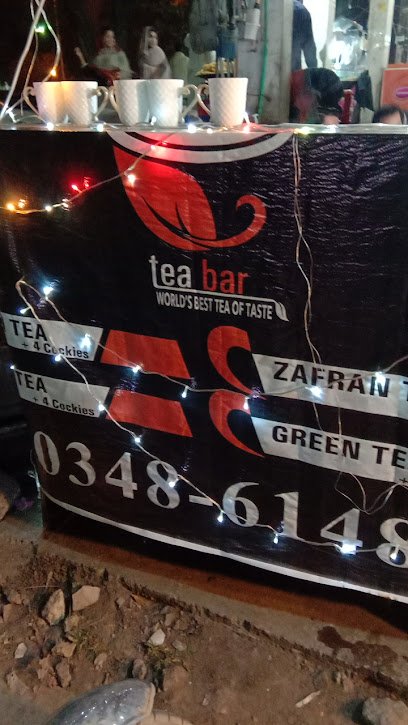 tea bar
WORLD'S BEST TEA OF TASTE
TEA
+ 4 Cockies
ZAFRAN T
TEA
+ 4 Cockies
GREEN TE
+
0348-6148